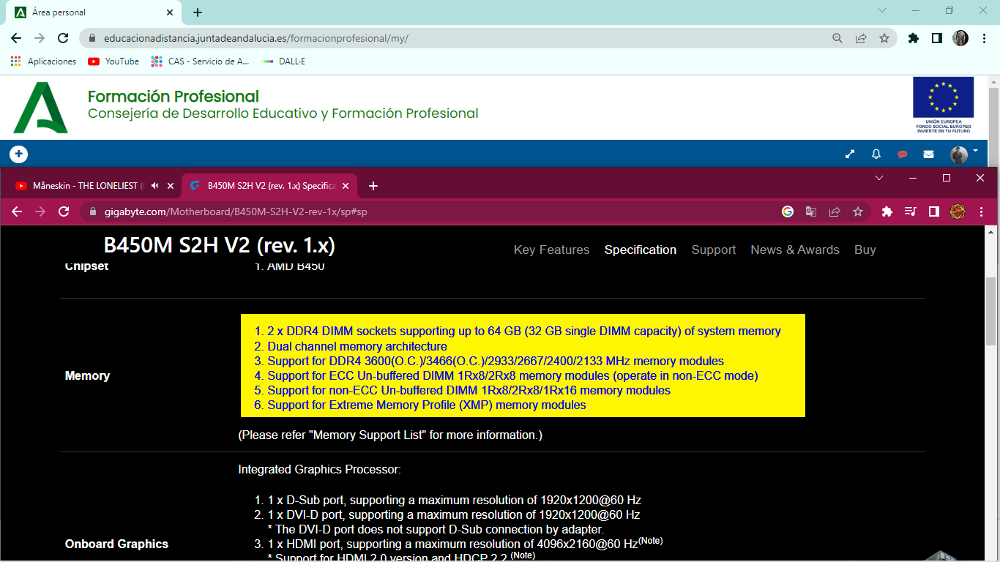 Área personal
educacionadistancia.juntadeandalucia.es/formacionprofesional/my/
Aplicaciones
YouTube
CAS - Servicio de A...
DALL·E
Formación Profesional
Consejería de Desarrollo Educativo y Formación Profesional
UNIÓN EUROPEA
FONDO SOCIAL EUROPEO
INVIERTE EN TU FUTURO
Måneskin - THE LONELIEST (
B450M S2H V2 (rev. 1.x) Specifica
gigabyte.com/Motherboard/B450M-S2H-V2-rev-1x/sp#sp
B450M S2H V2 (rev. 1.x)
Key Features
Specification
Support
News & Awards
Buy
Chipset
1. AMD B450
Memory
1. 2 x DDR4 DIMM sockets supporting up to 64 GB (32 GB single DIMM capacity) of system memory
2. Dual channel memory architecture
3. Support for DDR4 3600(O.C.)/3466(O.C.)/2933/2667/2400/2133 MHz memory modules
4. Support for ECC Un-buffered DIMM 1Rx8/2Rx8 memory modules (operate in non-ECC mode)
5. Support for non-ECC Un-buffered DIMM 1Rx8/2Rx8/1Rx16 memory modules
6. Support for Extreme Memory Profile (XMP) memory modules
(Please refer "Memory Support List" for more information.)
Onboard Graphics
Integrated Graphics Processor:
1. 1 x D-Sub port, supporting a maximum resolution of 1920x1200@60 Hz
2. 1 x DVI-D port, supporting a maximum resolution of 1920x1200@60 Hz
* The DVI-D port does not support D-Sub connection by adapter.
3. 1 x HDMI port, supporting a maximum resolution of 4096x2160@60 Hz(Note)
* Support for HDMI 2.0 version and HDCP 2.2 (Note)